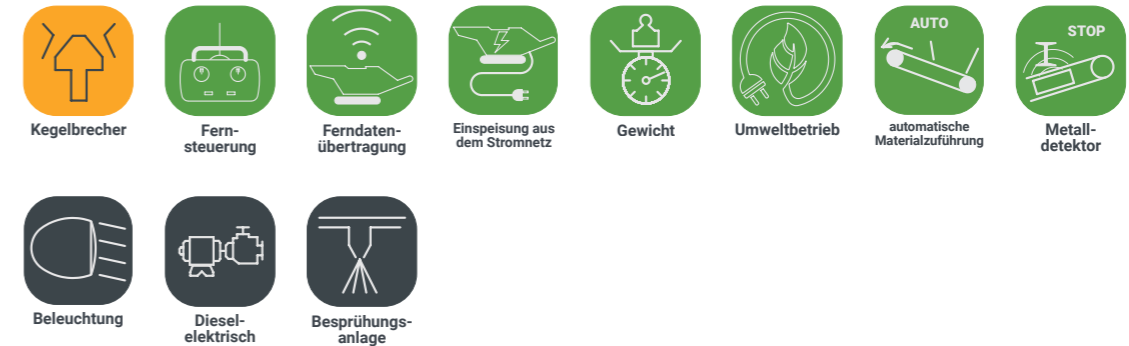 AUTO
STOP
Kegelbrecher
Fern-
steuerung
Ferndaten-
übertragung
Einspeisung aus
dem Stromnetz
Gewicht
Umweltbetrieb
automatische
Materialzuführung
Metall-
detektor
Beleuchtung
Diesel-
elektrisch
Besprühungs-
anlage